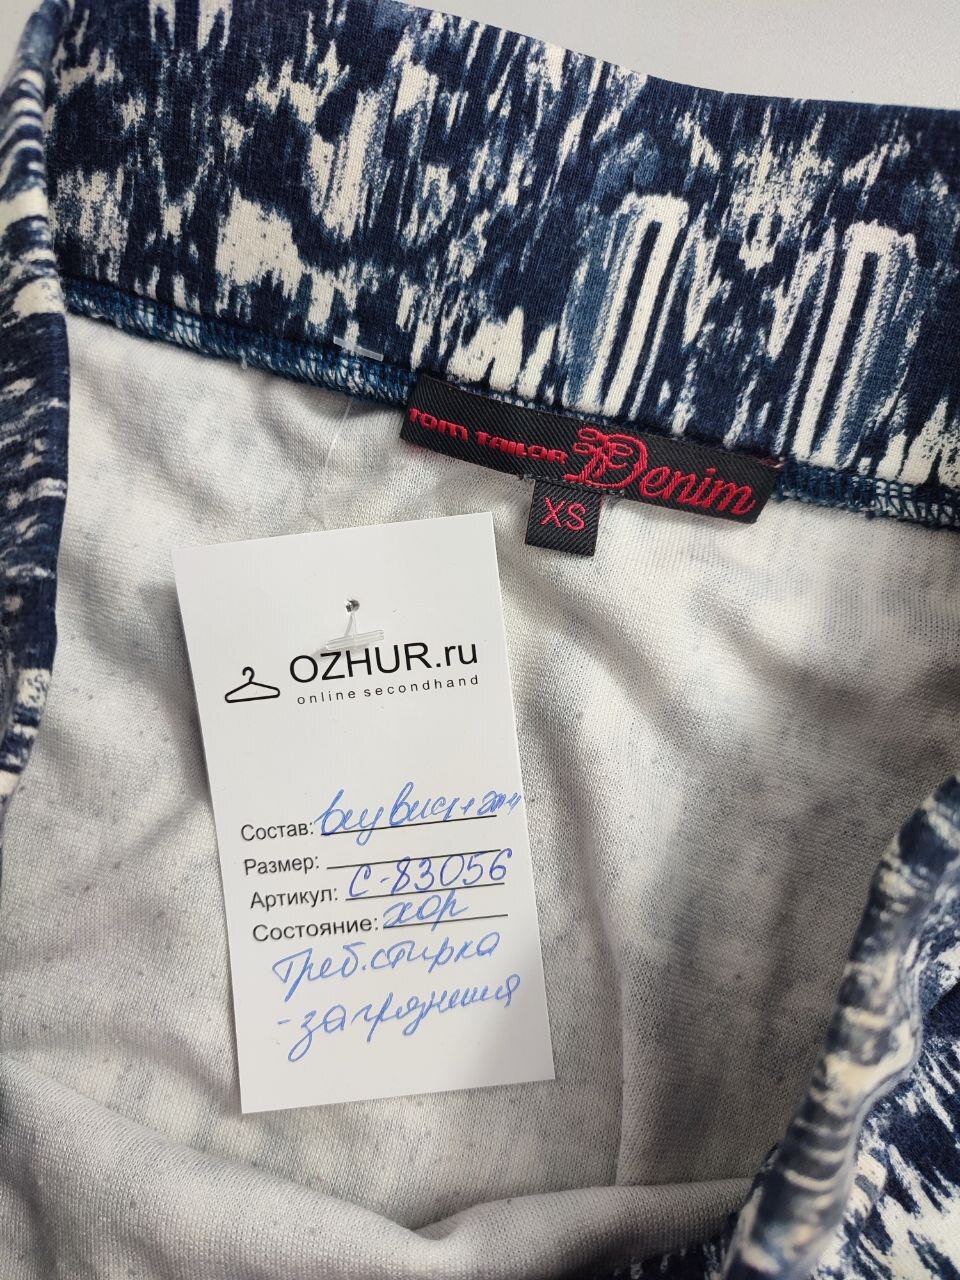 TOM TAILOR Denim
XS
OZHUR.ru
online secondhand
Состав:
Размер:
Артикул: С-83056
Состояние: хор
треб. стирка
- загрязнения